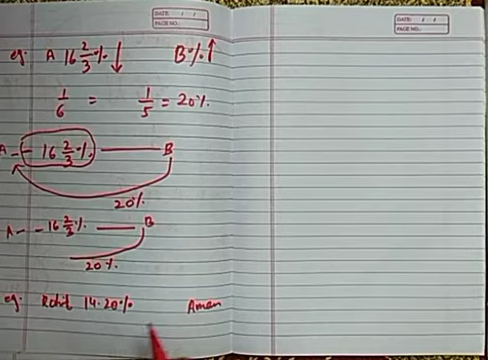 DATE: / /
PAGE NO.:
DATE: / /
PAGE NO.:
eg: A 16 2/3 % ↓ B % ↑
1/6 = 1/5 = 20%
A - - 16 2/3 % —— B
20%
A - - 16 2/3 % —— B
20%
eg: Rohit 14.20% Aman